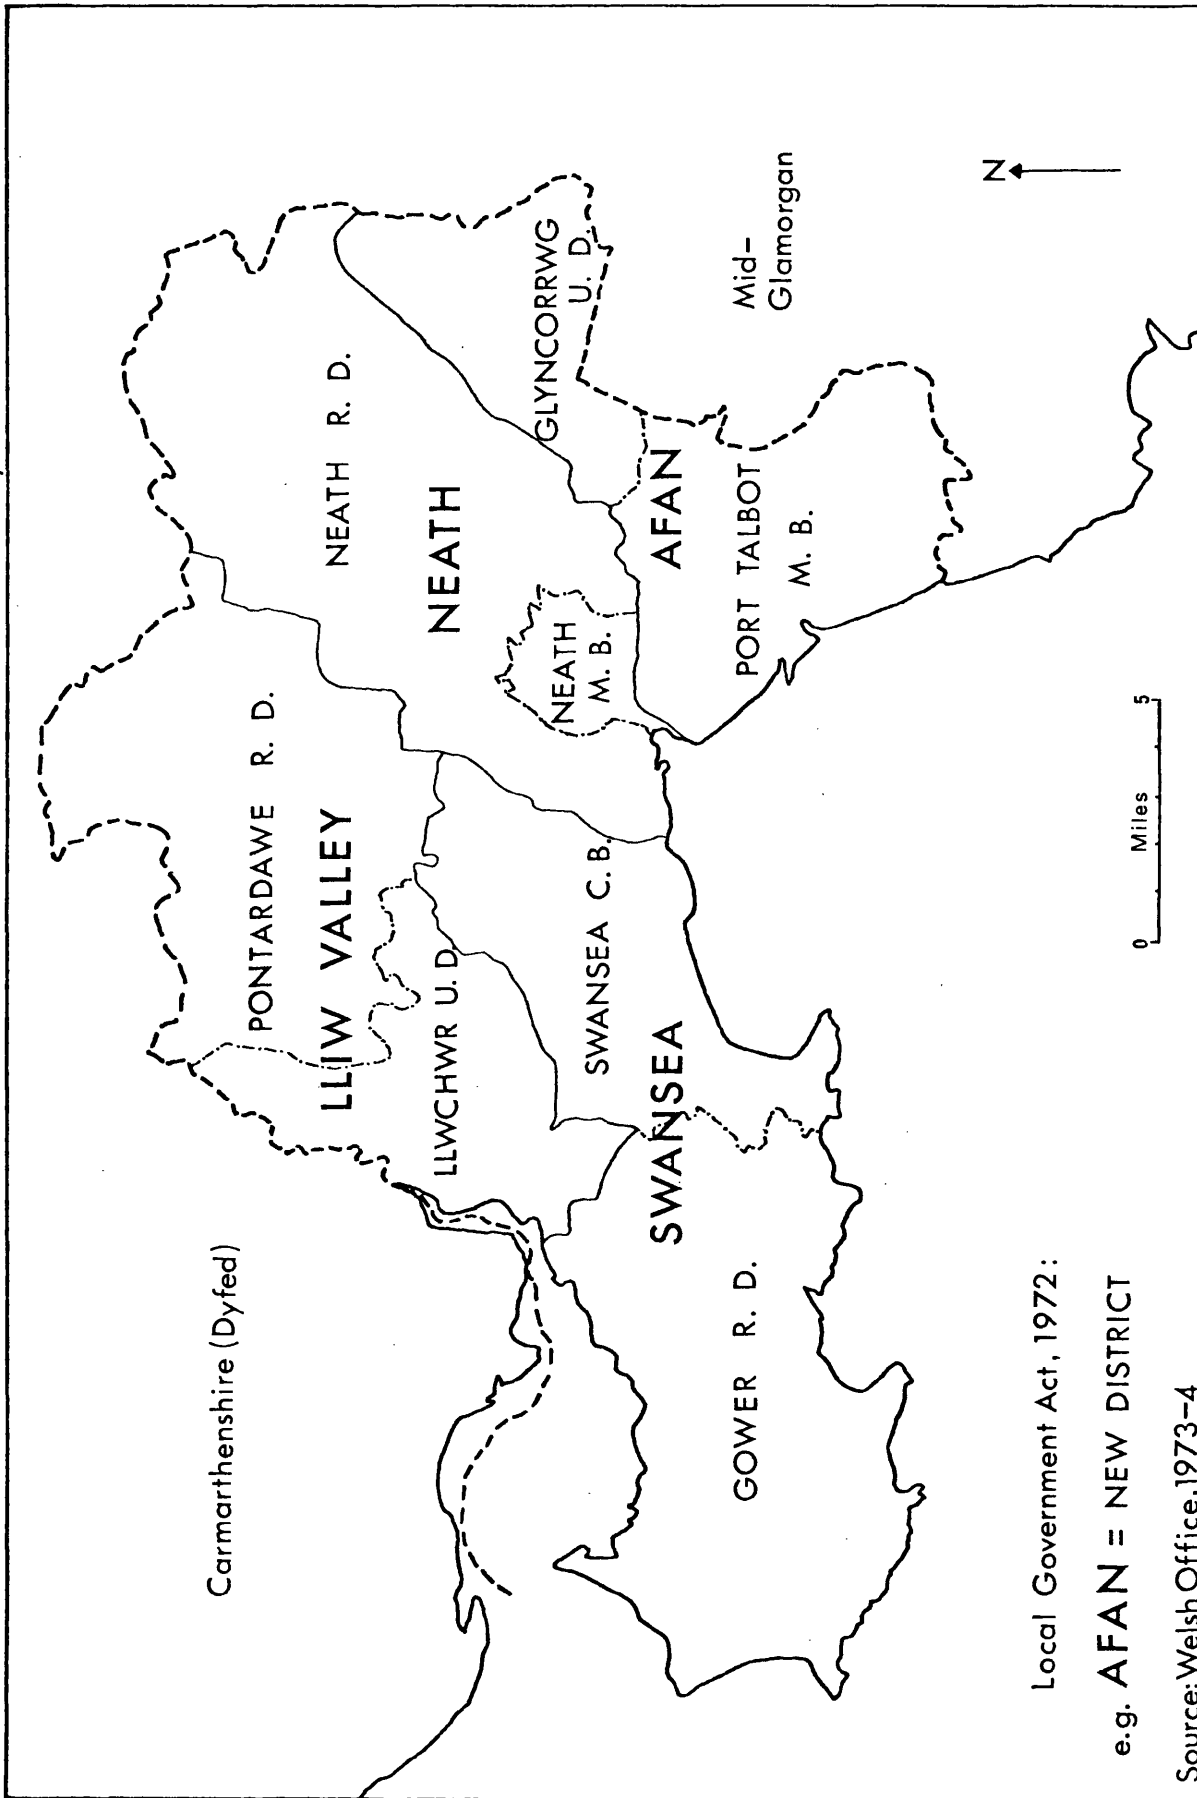 Carmarthenshire (Dyfed)
PONTARDAWE R. D.
LLIW VALLEY
LLWCHWR U. D.
NEATH R. D.
NEATH
NEATH
M. B.
GLYNCORRWG
U. D.
SWANSEA C.B.
SWANSEA
GOWER R. D.
AFAN
PORT TALBOT
M. B.
Mid-
Glamorgan
N
0 Miles 5
Local Government Act, 1972:
e.g. AFAN = NEW DISTRICT
Source: Welsh Office, 1973-4